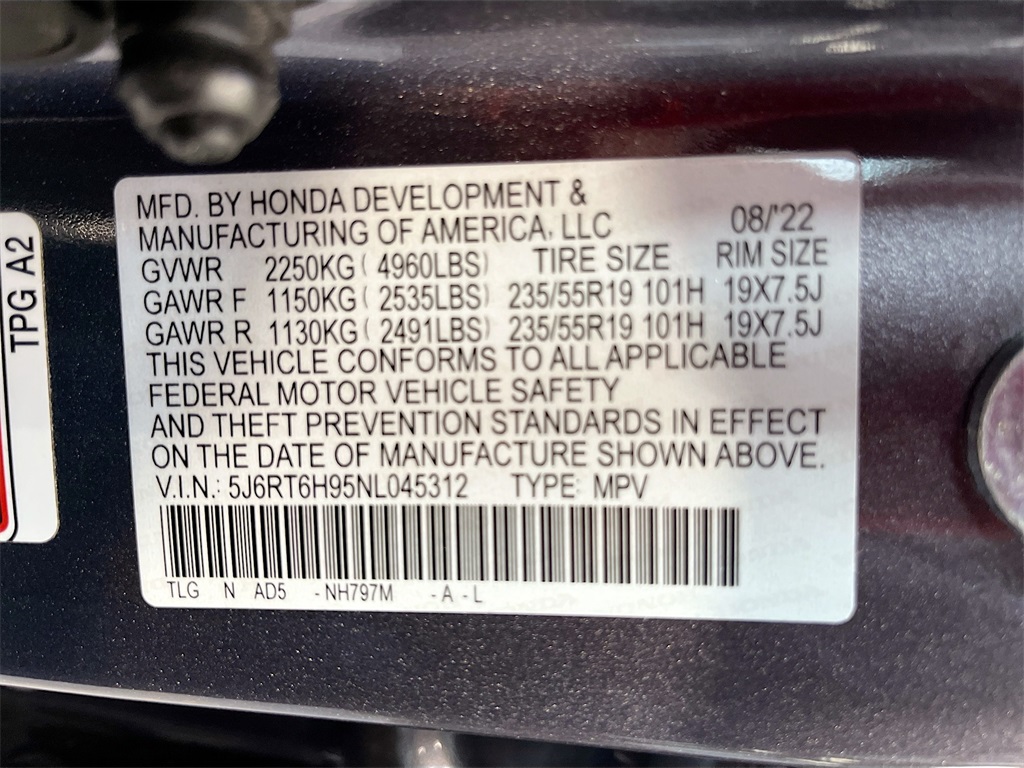 MFD. BY HONDA DEVELOPMENT &
MANUFACTURING OF AMERICA, LLC 08/'22
GVWR 2250KG ( 4960LBS) TIRE SIZE RIM SIZE
GAWR F 1150KG ( 2535LBS) 235/55R19 101H 19X7.5J
GAWR R 1130KG ( 2491LBS) 235/55R19 101H 19X7.5J
THIS VEHICLE CONFORMS TO ALL APPLICABLE
FEDERAL MOTOR VEHICLE SAFETY
AND THEFT PREVENTION STANDARDS IN EFFECT
ON THE DATE OF MANUFACTURE SHOWN ABOVE.
V.I.N.: 5J6RT6H95NL045312 TYPE: MPV
TLG N AD5 -NH797M -A -L
TPG A2